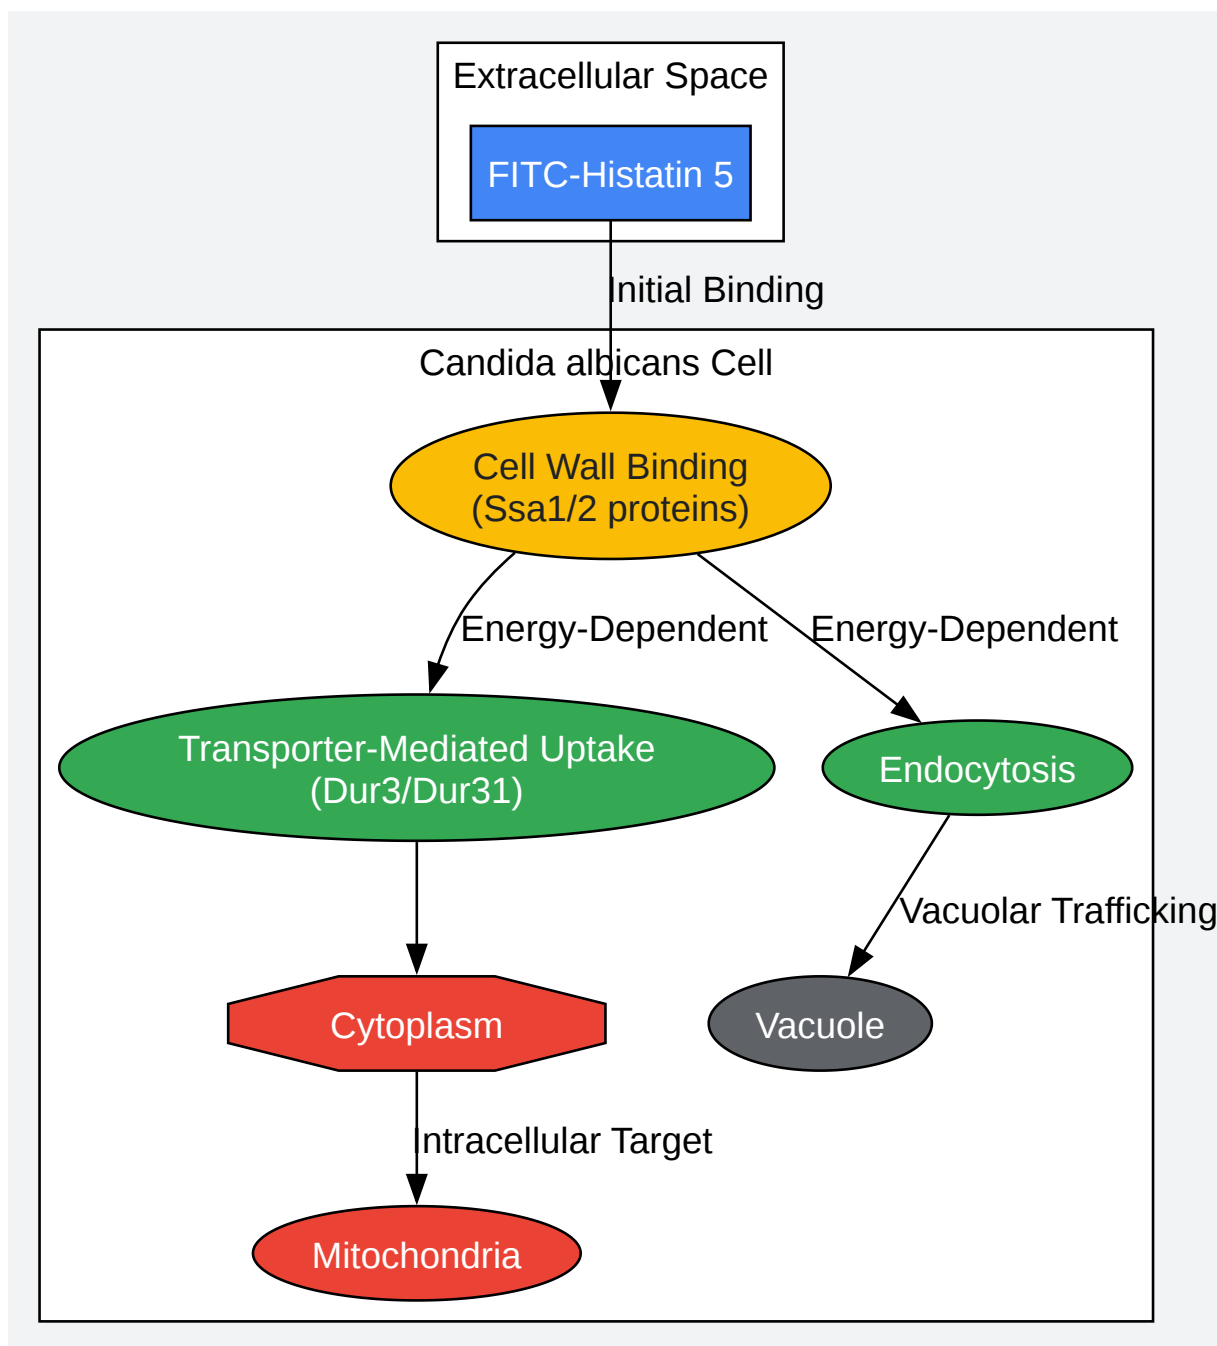 Extracellular Space
FITC-Histatin 5
Initial Binding
Candida albicans Cell
Cell Wall Binding
(Ssa1/2 proteins)
Energy-Dependent
Energy-Dependent
Transporter-Mediated Uptake
(Dur3/Dur31)
Endocytosis
Vacuolar Trafficking
Cytoplasm
Vacuole
Intracellular Target
Mitochondria